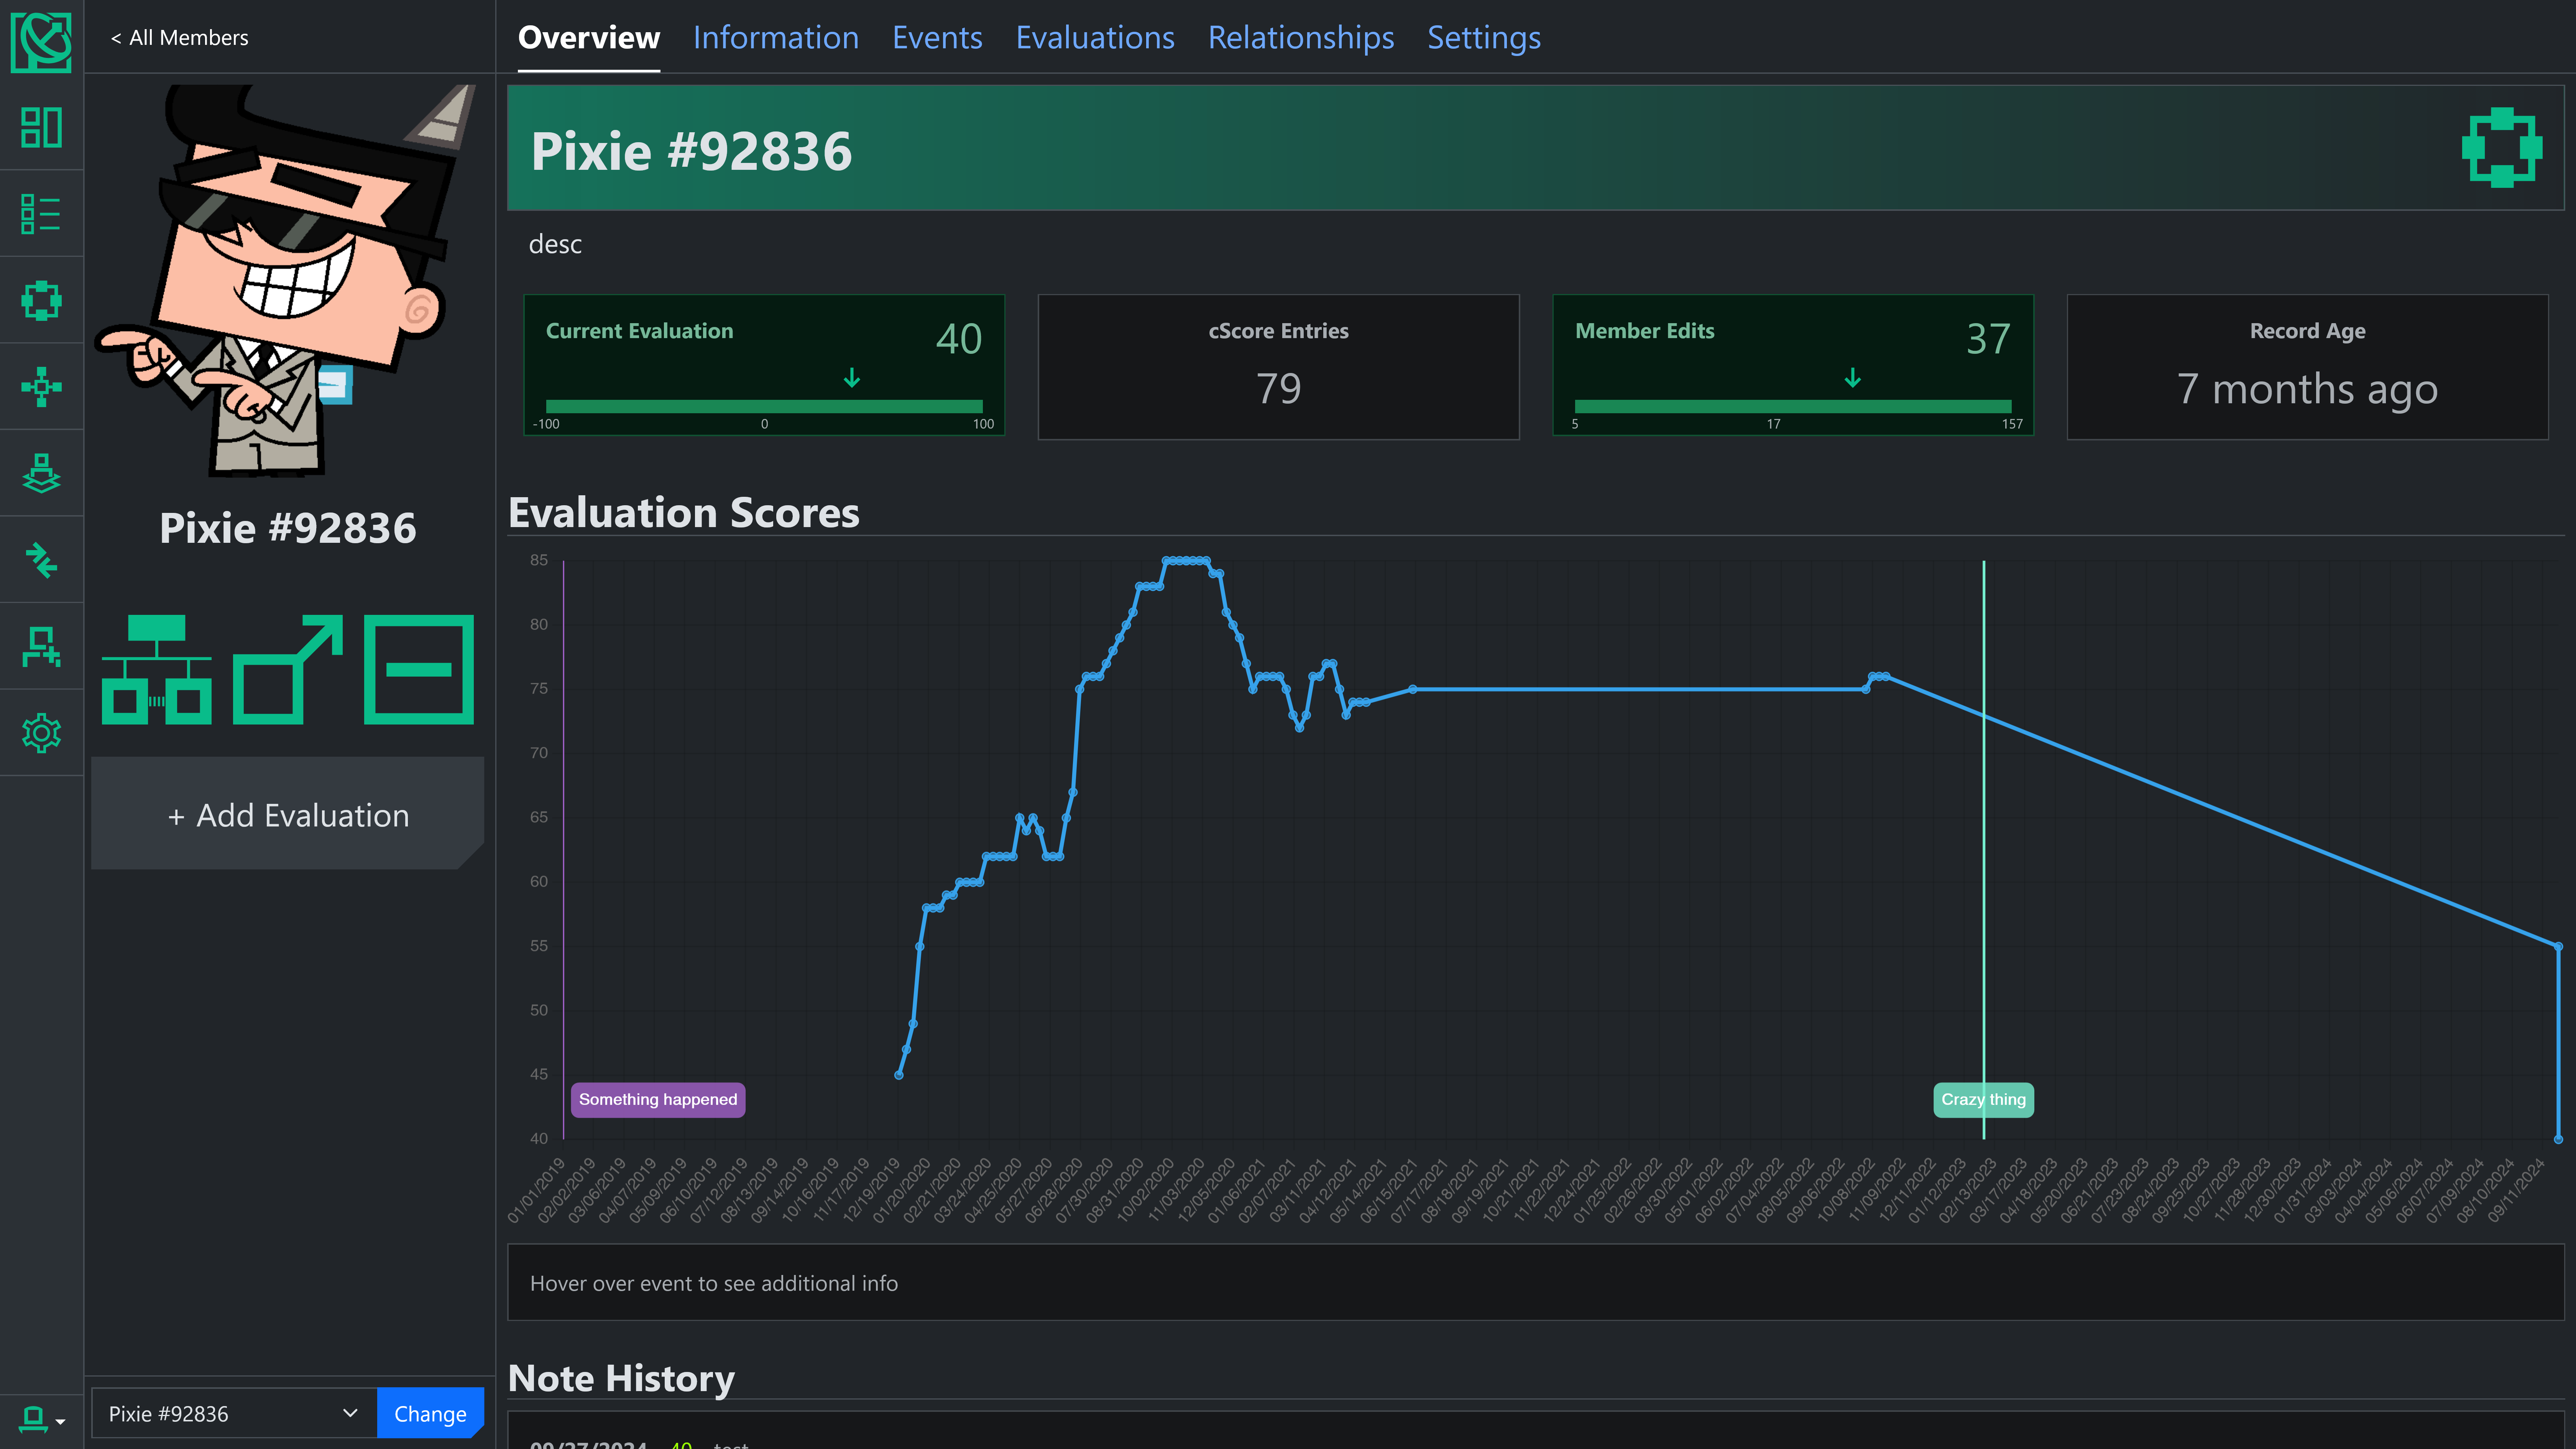 < All Members
Overview Information Events Evaluations Relationships Settings
Pixie #92836
desc
Current Evaluation 40
-100 0 100
cScore Entries
79
Member Edits 37
5 17 157
Record Age
7 months ago
Pixie #92836
+ Add Evaluation
Evaluation Scores
85
80
75
70
65
60
55
50
45
40
Something happened
Crazy thing
01/01/2019 02/02/2019 03/06/2019 04/07/2019 05/09/2019 06/10/2019 07/12/2019 08/13/2019 09/14/2019 10/16/2019 11/17/2019 12/19/2019 01/20/2020 02/21/2020 03/24/2020 04/25/2020 05/27/2020 06/28/2020 07/30/2020 08/31/2020 10/02/2020 11/03/2020 12/05/2020 01/06/2021 02/07/2021 03/11/2021 04/12/2021 05/14/2021 06/15/2021 07/17/2021 08/18/2021 09/19/2021 10/21/2021 11/22/2021 12/24/2021 01/25/2022 02/26/2022 03/30/2022 05/01/2022 06/02/2022 07/04/2022 08/05/2022 09/06/2022 10/08/2022 11/09/2022 12/11/2022 01/12/2023 02/13/2023 03/17/2023 04/18/2023 05/20/2023 06/21/2023 07/23/2023 08/24/2023 09/25/2023 10/27/2023 11/28/2023 12/30/2023 01/31/2024 03/03/2024 04/04/2024 05/06/2024 06/07/2024 07/09/2024 08/10/2024 09/11/2024
Hover over event to see additional info
Note History
09/27/2024 40 test
Pixie #92836 Change